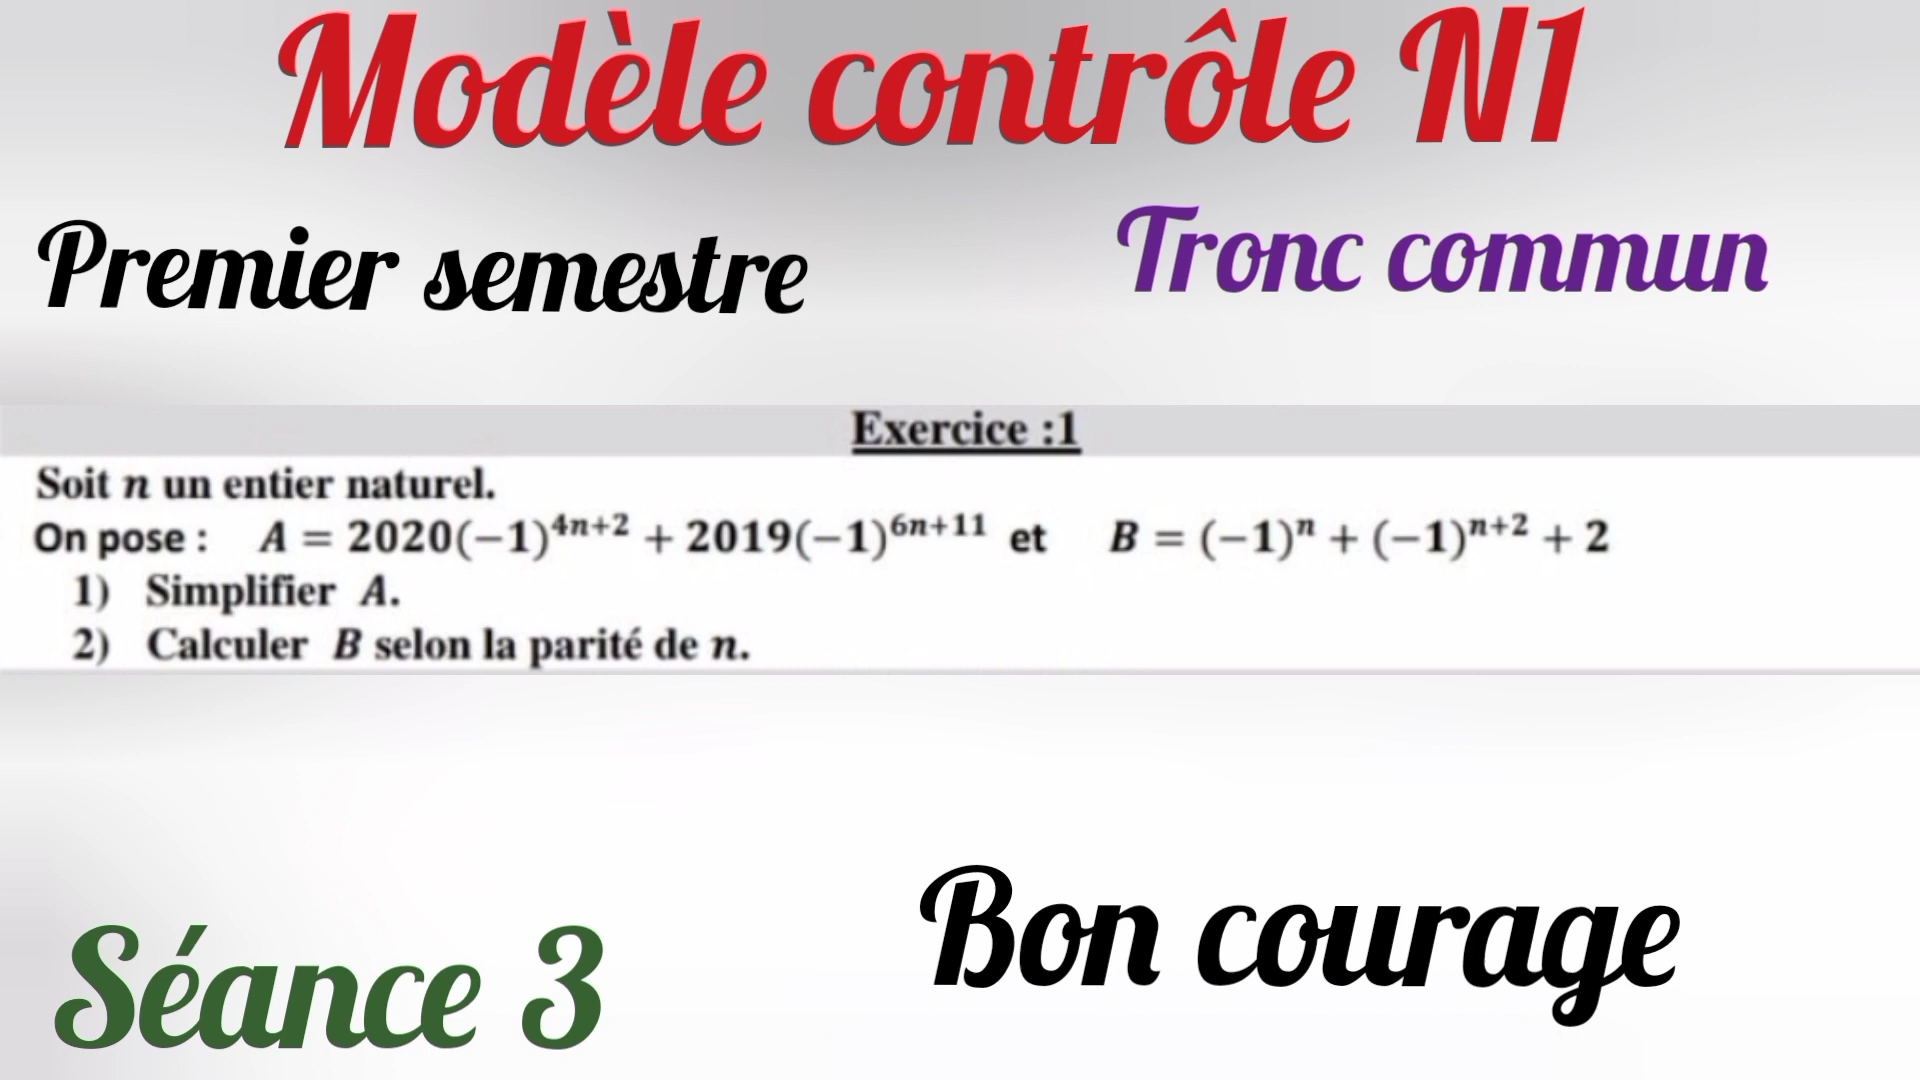 Modèle contrôle N1
Premier semestre
Tronc commun
Exercice :1
Soit n un entier naturel.
On pose : A = 2020(−1)⁴ⁿ⁺² + 2019(−1)⁶ⁿ⁺¹¹ et B = (−1)ⁿ + (−1)ⁿ⁺² + 2
1) Simplifier A.
2) Calculer B selon la parité de n.
Bon courage
Séance 3